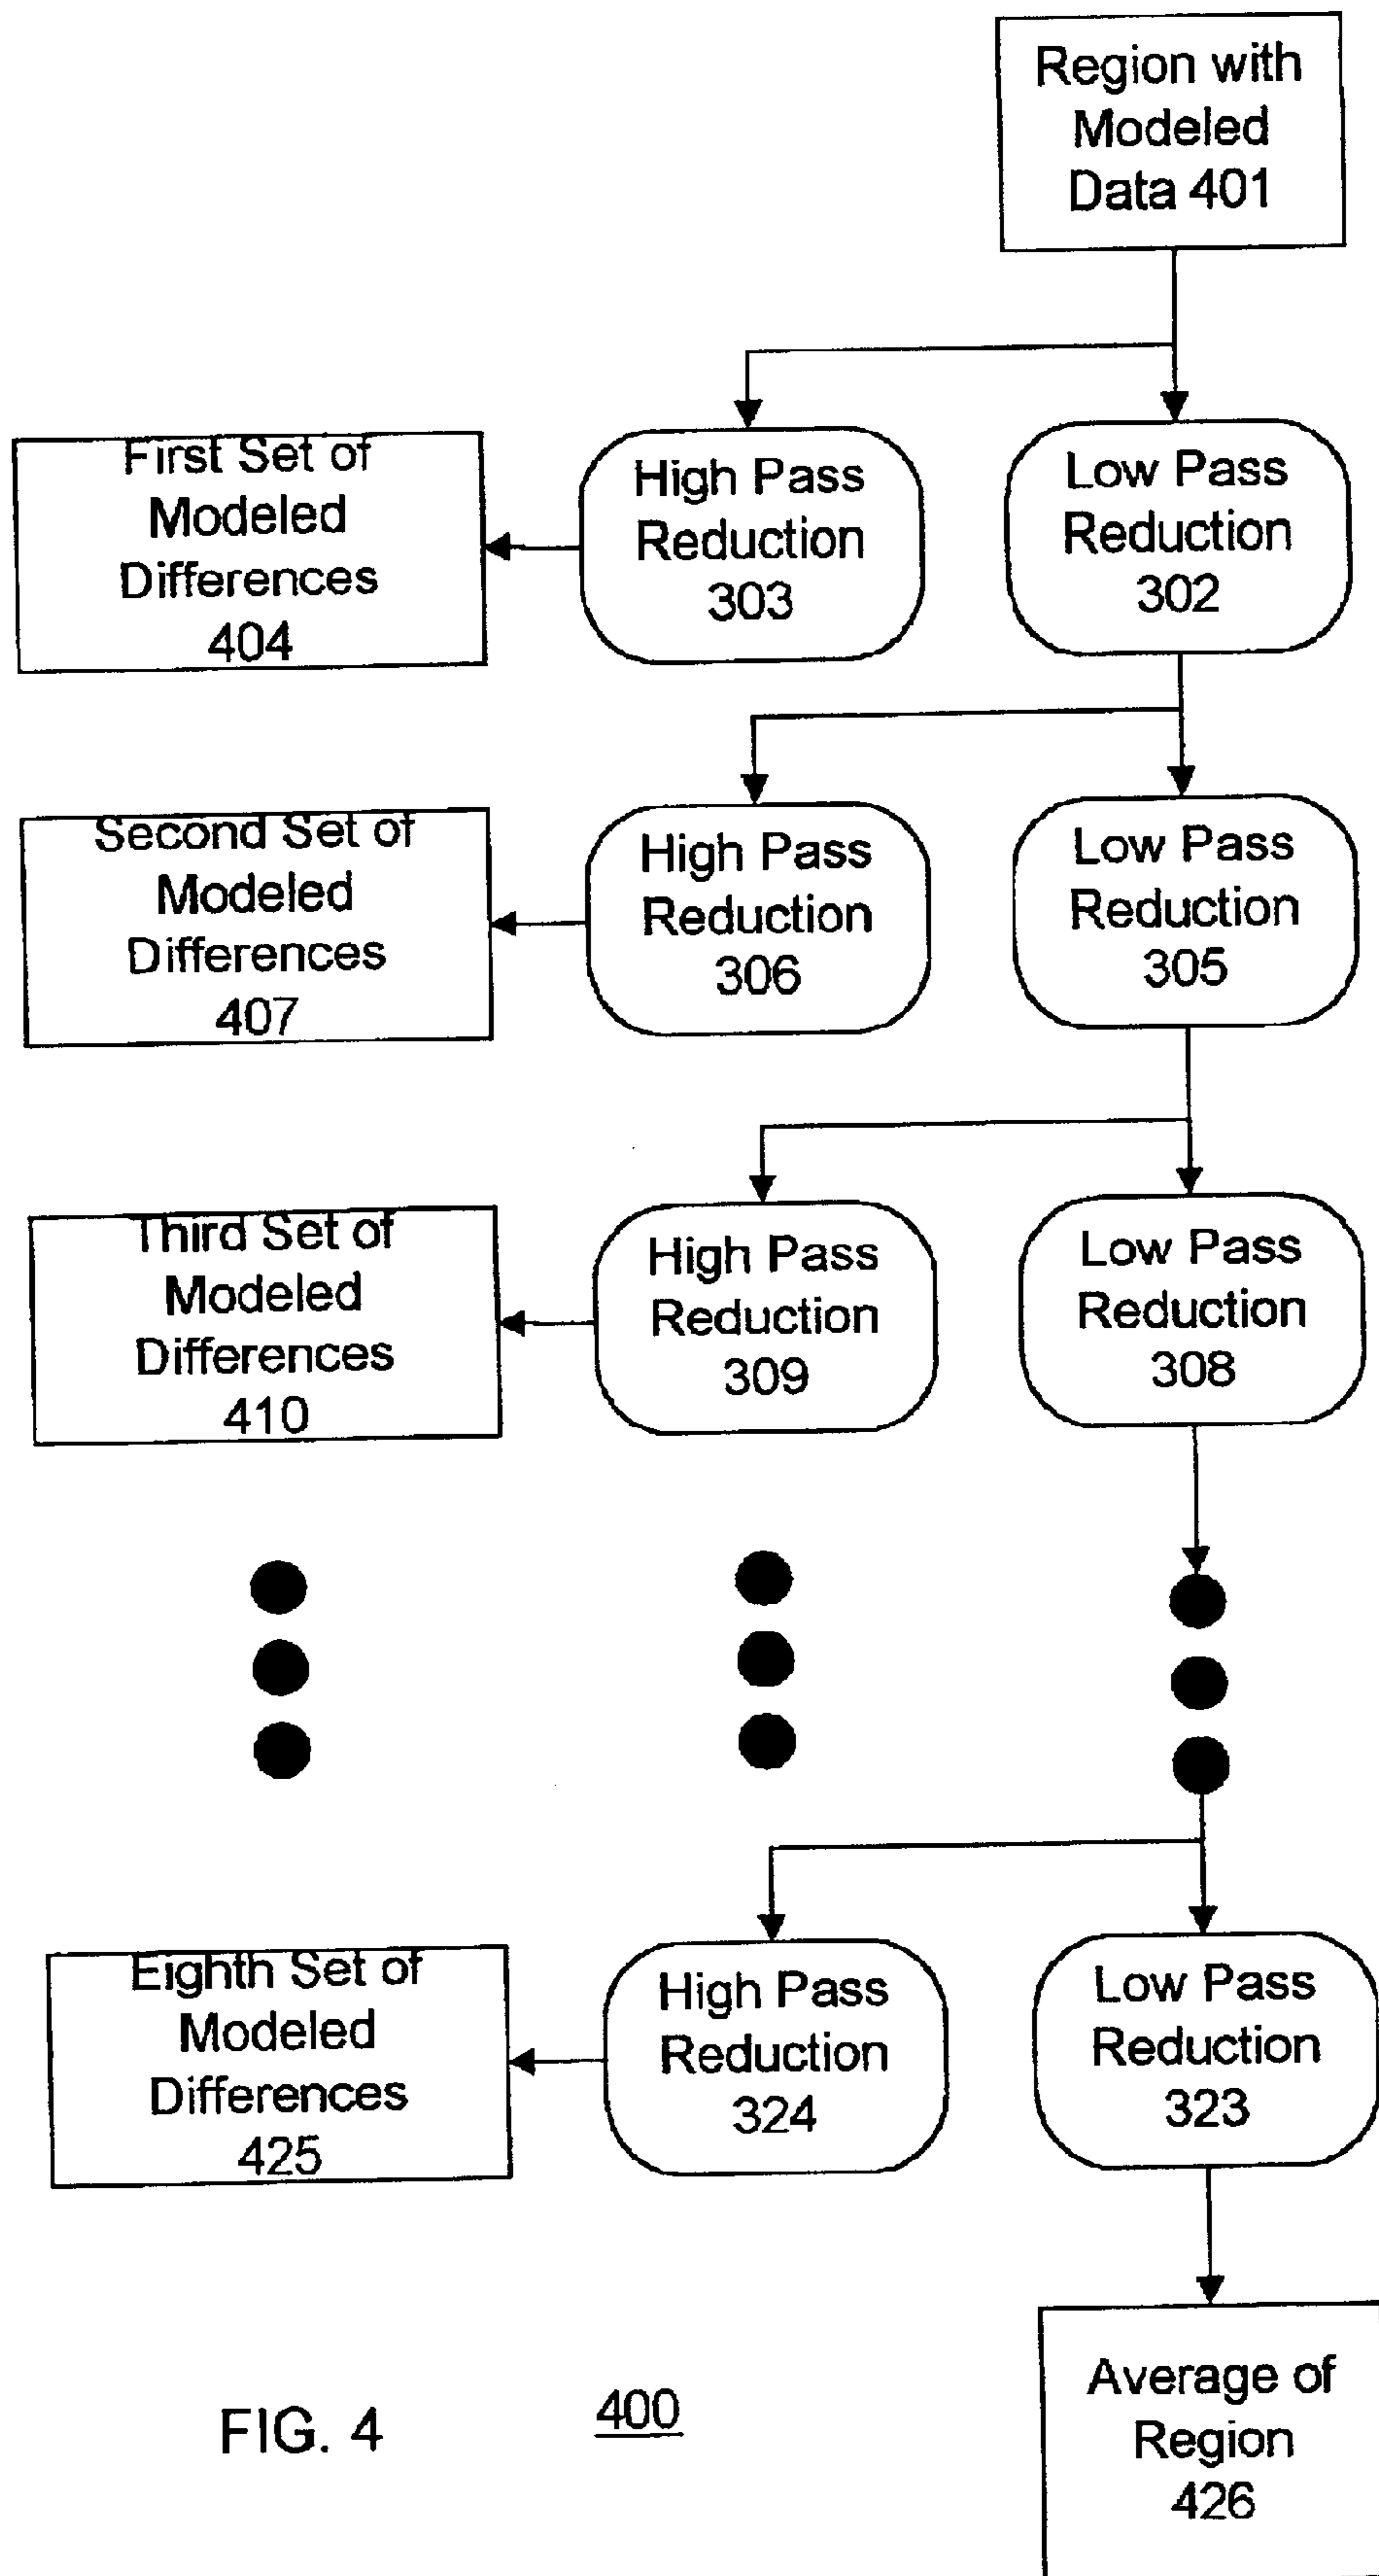 Region with
Modeled
Data 401
First Set of
Modeled
Differences
404
High Pass
Reduction
303
Low Pass
Reduction
302
Second Set of
Modeled
Differences
407
High Pass
Reduction
306
Low Pass
Reduction
305
Third Set of
Modeled
Differences
410
High Pass
Reduction
309
Low Pass
Reduction
308
Eighth Set of
Modeled
Differences
425
High Pass
Reduction
324
Low Pass
Reduction
323
Average of
Region
426
FIG. 4
400